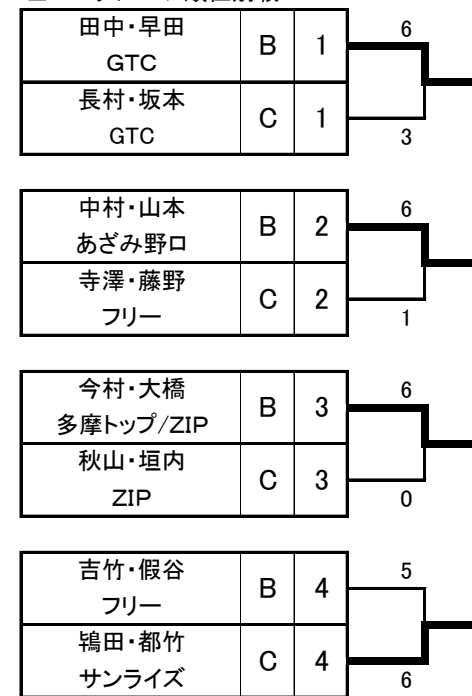 田中・早田
GTC
B 1
6
長村・坂本
GTC
C 1
3
中村・山本
あざみ野ロ
B 2
6
寺澤・藤野
フリー
C 2
1
今村・大橋
多摩トップ/ZIP
B 3
6
秋山・垣内
ZIP
C 3
0
吉竹・假谷
フリー
B 4
5
鴇田・都竹
サンライズ
C 4
6